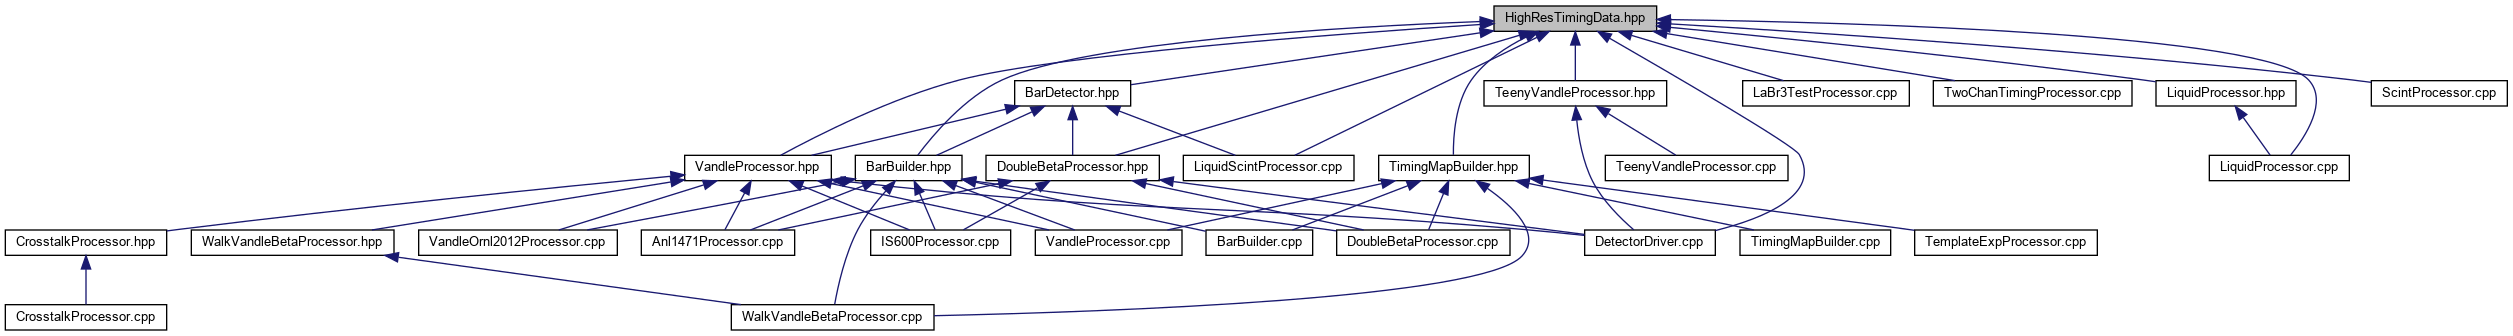 HighResTimingData.hpp
BarDetector.hpp
TeenyVandleProcessor.hpp
LaBr3TestProcessor.cpp
TwoChanTimingProcessor.cpp
LiquidProcessor.hpp
ScintProcessor.cpp
VandleProcessor.hpp
BarBuilder.hpp
DoubleBetaProcessor.hpp
LiquidScintProcessor.cpp
TimingMapBuilder.hpp
TeenyVandleProcessor.cpp
LiquidProcessor.cpp
CrosstalkProcessor.hpp
WalkVandleBetaProcessor.hpp
VandleOrnl2012Processor.cpp
Anl1471Processor.cpp
IS600Processor.cpp
VandleProcessor.cpp
BarBuilder.cpp
DoubleBetaProcessor.cpp
DetectorDriver.cpp
TimingMapBuilder.cpp
TemplateExpProcessor.cpp
CrosstalkProcessor.cpp
WalkVandleBetaProcessor.cpp